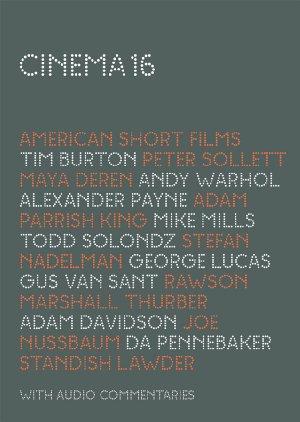 CINEMA 16
AMERICAN SHORT FILMS
TIM BURTON PETER SOLLETT
MAYA DEREN ANDY WARHOL
ALEXANDER PAYNE ADAM
PARRISH KING MIKE MILLS
TODD SOLONDZ STEFAN
NADELMAN GEORGE LUCAS
GUS VAN SANT RAWSON
MARSHALL THURBER
ADAM DAVIDSON JOE
NUSSBAUM DA PENNEBAKER
STANDISH LAWDER
WITH AUDIO COMMENTARIES